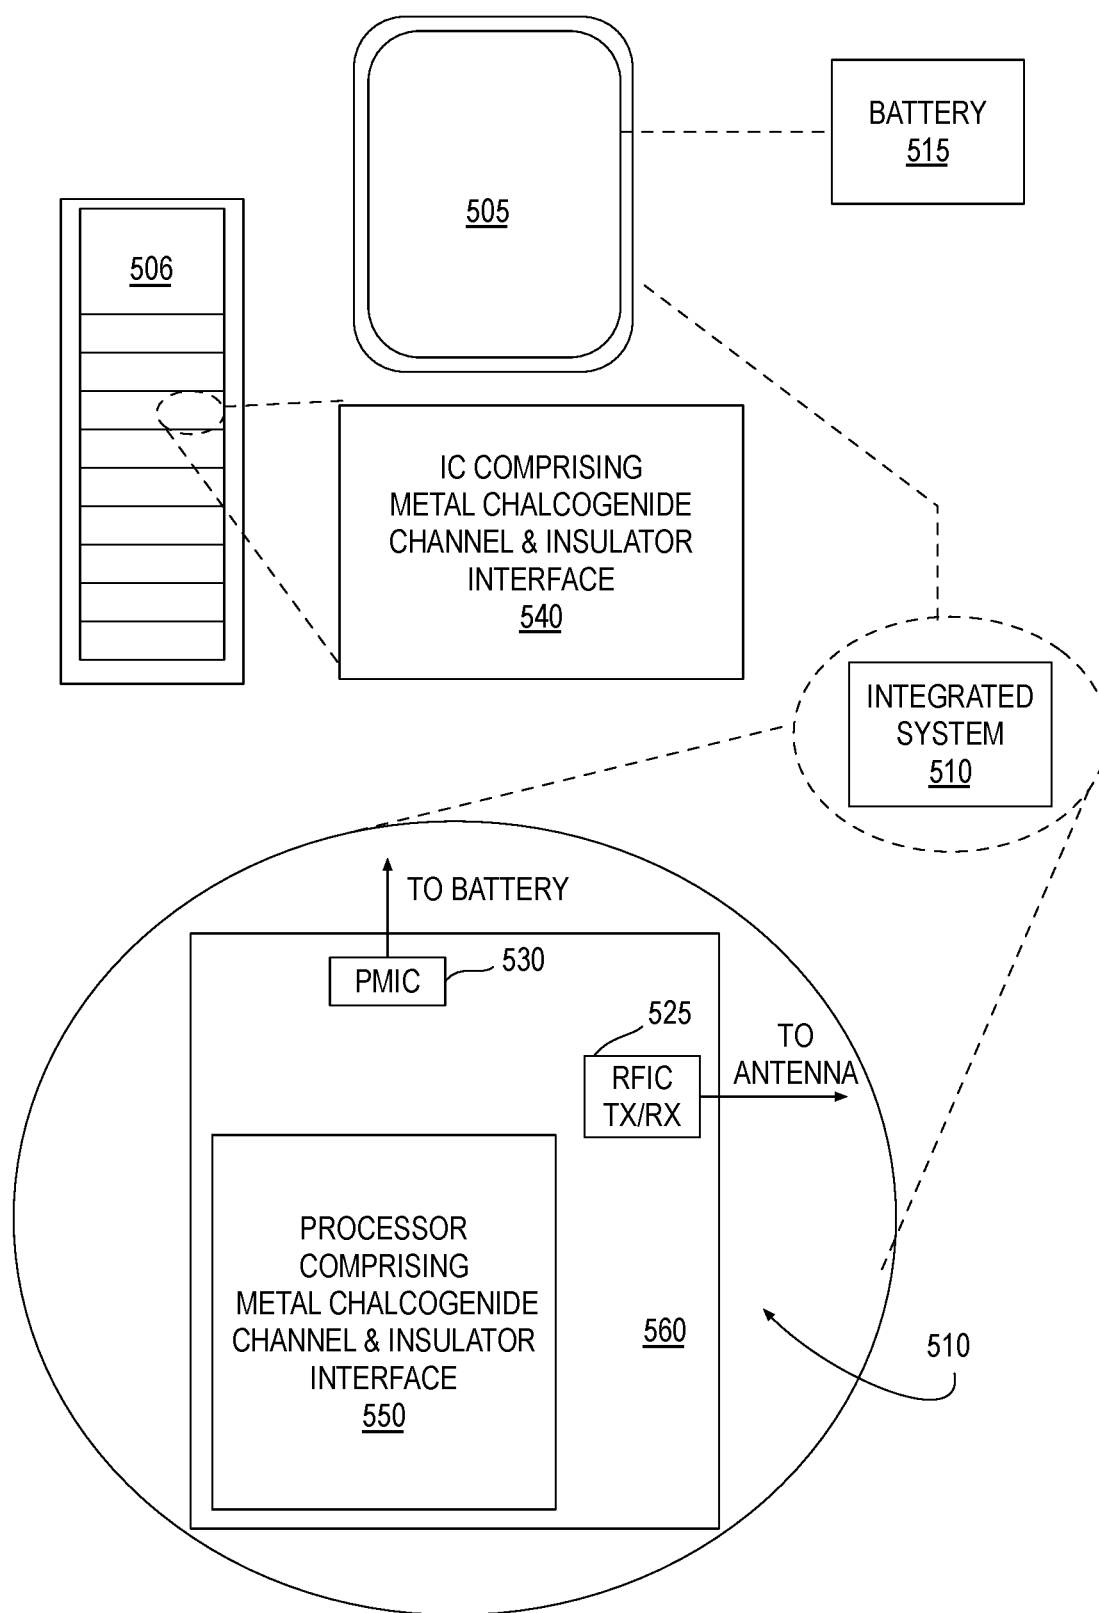 BATTERY
515
505
506
IC COMPRISING
METAL CHALCOGENIDE
CHANNEL & INSULATOR
INTERFACE
540
INTEGRATED
SYSTEM
510
TO BATTERY
PMIC
530
525
RFIC
TX/RX
TO
ANTENNA
PROCESSOR
COMPRISING
METAL CHALCOGENIDE
CHANNEL & INSULATOR
INTERFACE
550
560
510